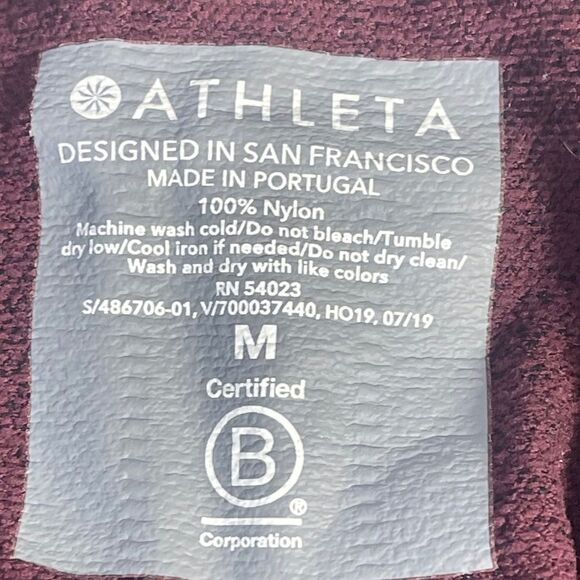 ATHLETA
DESIGNED IN SAN FRANCISCO
MADE IN PORTUGAL
100% Nylon
Machine wash cold/Do not bleach/Tumble
dry low/Cool iron if needed/Do not dry clean/
Wash and dry with like colors
RN 54023
S/486706-01, V/700037440, HO19, 07/19
M
Certified
B
®
Corporation